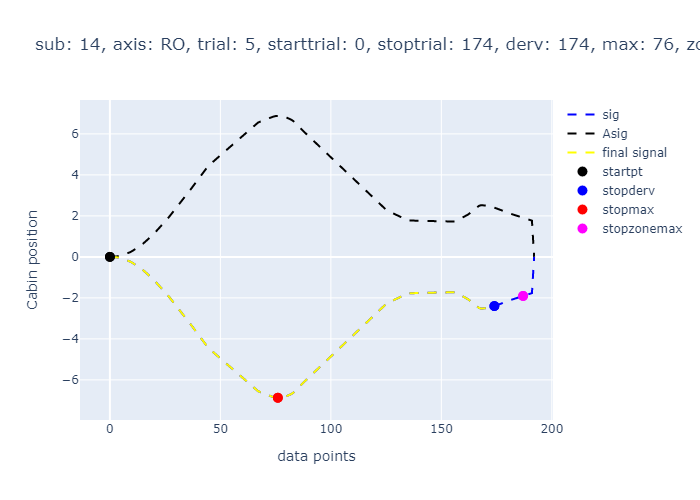 sub: 14, axis: RO, trial: 5, starttrial: 0, stoptrial: 174, derv: 174, max: 76, zo
6
4
2
0
−2
−4
−6
Cabin position
0
50
100
150
200
data points
sig
Asig
final signal
startpt
stopderv
stopmax
stopzonemax